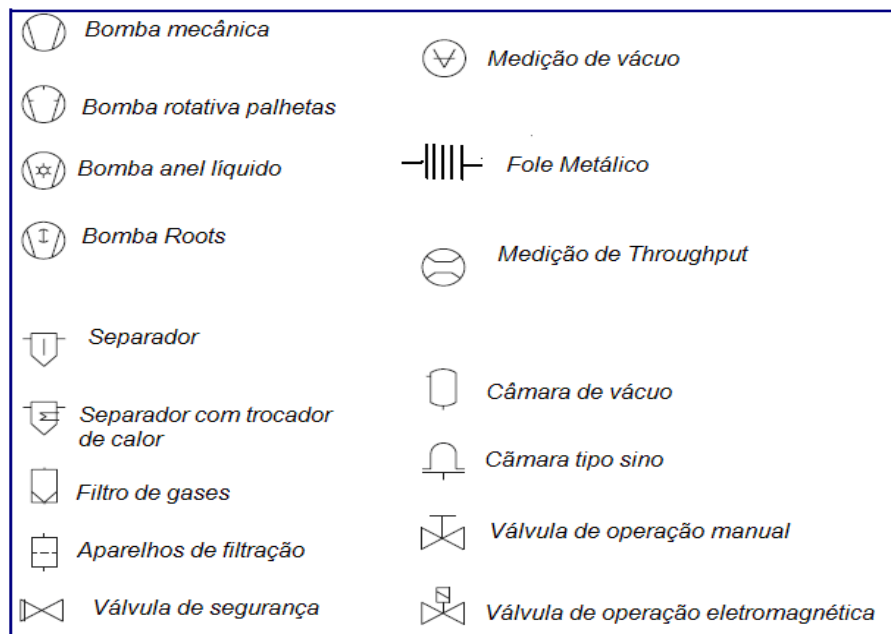 Bomba mecânica
Bomba rotativa palhetas
Bomba anel líquido
Bomba Roots
Separador
Separador com trocador
de calor
Filtro de gases
Aparelhos de filtração
Válvula de segurança
Medição de vácuo
Fole Metálico
Medição de Throughput
Câmara de vácuo
Cãmara tipo sino
Válvula de operação manual
Válvula de operação eletromagnética